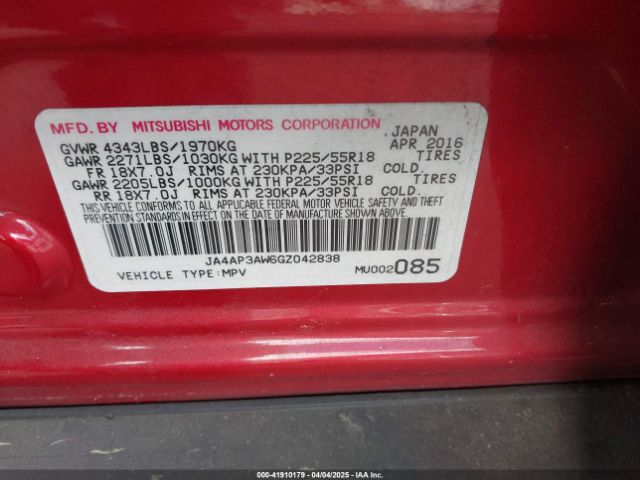 MFD. BY MITSUBISHI MOTORS CORPORATION JAPAN
GVWR 4343LBS/1970KG APR 2016
GAWR 2271LBS/1030KG WITH P225/55R18 TIRES
FR 18X7.0J RIMS AT 230KPA/33PSI COLD.
GAWR 2205LBS/1000KG WITH P225/55R18 TIRES
RR 18X7.0J RIMS AT 230KPA/33PSI COLD.
THIS VEHICLE CONFORMS TO ALL APPLICABLE FEDERAL MOTOR VEHICLE SAFETY AND THEFT
PREVENTION STANDARDS IN EFFECT ON THE DATE OF MANUFACTURE SHOWN ABOVE.
JA4AP3AW6GZ042838
VEHICLE TYPE:MPV MU002085
000-41910179 - 04/04/2025 - IAAI.COM